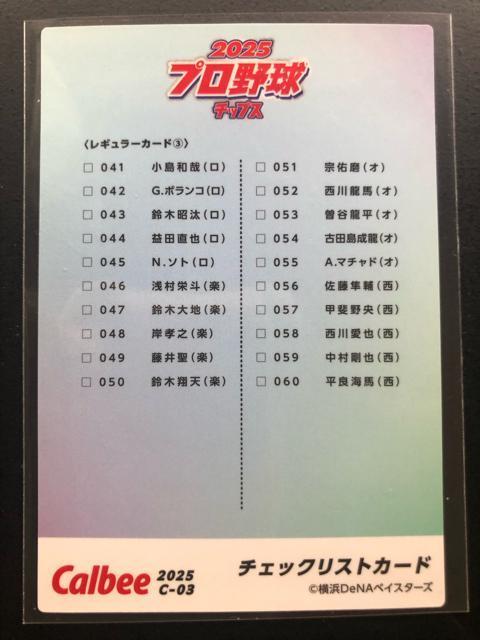 2025
プロ野球
チップス
〈レギュラーカード③〉
□ 041 小島和哉(ロ)
□ 042 G.ポランコ(ロ)
□ 043 鈴木昭汰(ロ)
□ 044 益田直也(ロ)
□ 045 N.ソト(ロ)
□ 046 浅村栄斗(楽)
□ 047 鈴木大地(楽)
□ 048 岸孝之(楽)
□ 049 藤井聖(楽)
□ 050 鈴木翔天(楽)
□ 051 宗佑磨(オ)
□ 052 西川龍馬(オ)
□ 053 曽谷龍平(オ)
□ 054 古田島成龍(オ)
□ 055 A.マチャド(オ)
□ 056 佐藤隼輔(西)
□ 057 甲斐野央(西)
□ 058 西川愛也(西)
□ 059 中村剛也(西)
□ 060 平良海馬(西)
Calbee 2025 C-03
チェックリストカード
©横浜DeNAベイスターズ